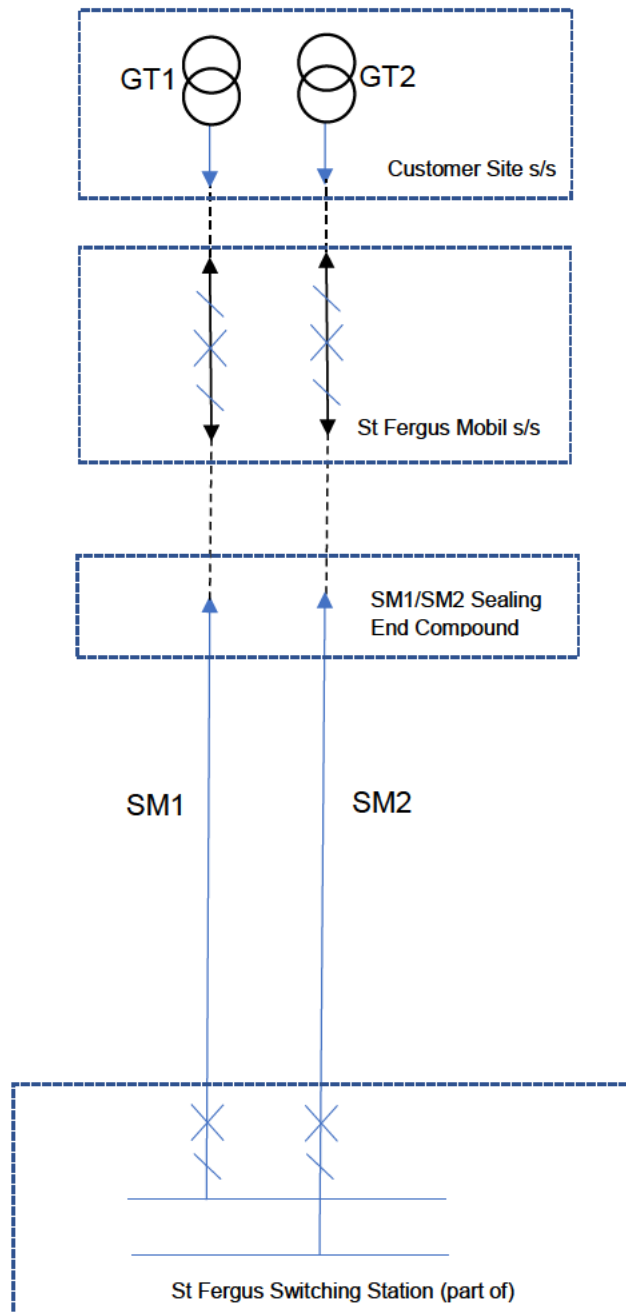 GT1
GT2
Customer Site s/s
St Fergus Mobil s/s
SM1/SM2 Sealing
End Compound
SM1
SM2
St Fergus Switching Station (part of)